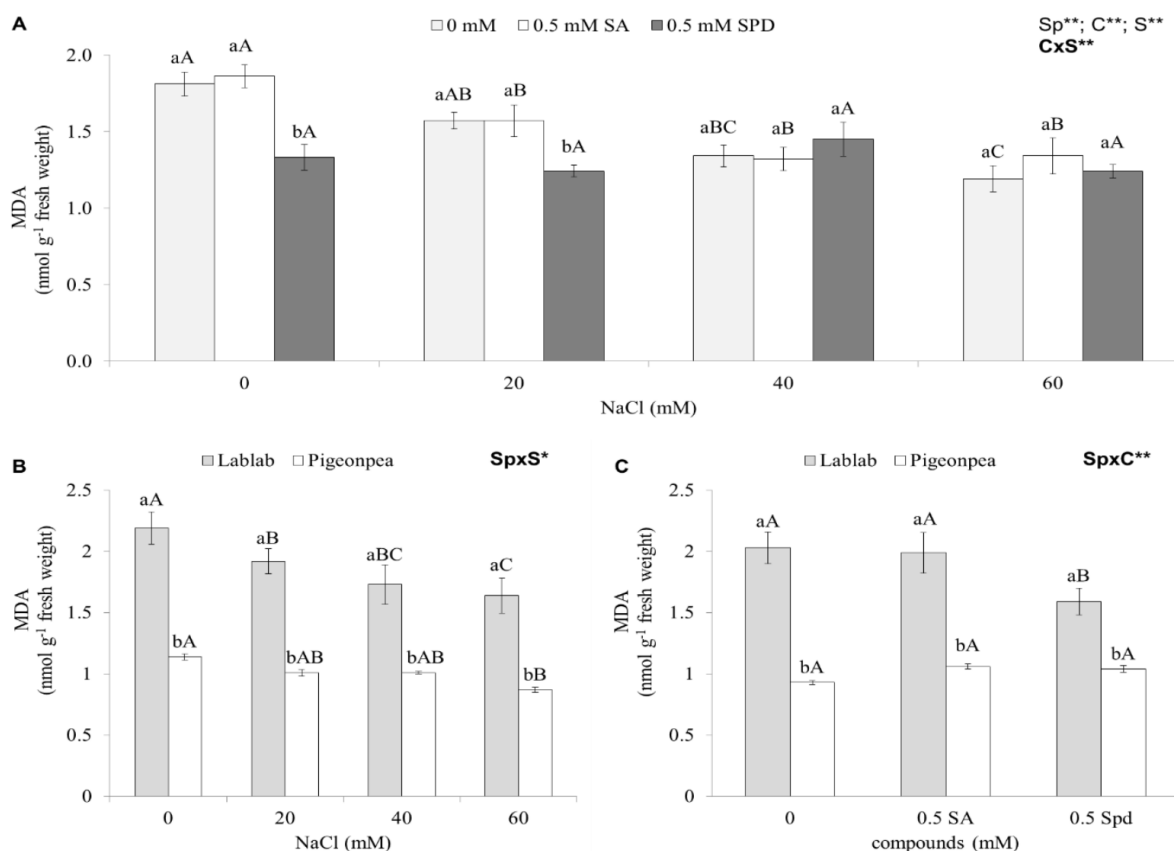 A
0 mM 0.5 mM SA 0.5 mM SPD
Sp**; C**; S**
CxS**
MDA
(nmol g-1 fresh weight)
2.0
1.5
1.0
0.5
0.0
aA aA bA
aAB aB bA
aBC aB aA
aC aB aA
0 20 40 60
NaCl (mM)
B
Lablab Pigeonpea
SpxS*
MDA
(nmol g-1 fresh weight)
2.5
2
1.5
1
0.5
0
aA bA
aB bAB
aBC bAB
aC bB
0 20 40 60
NaCl (mM)
C
Lablab Pigeonpea
SpxC**
MDA
(nmol g-1 fresh weight)
2.5
2
1.5
1
0.5
0
aA bA
aA bA
aB bA
0 0.5 SA 0.5 Spd
compounds (mM)